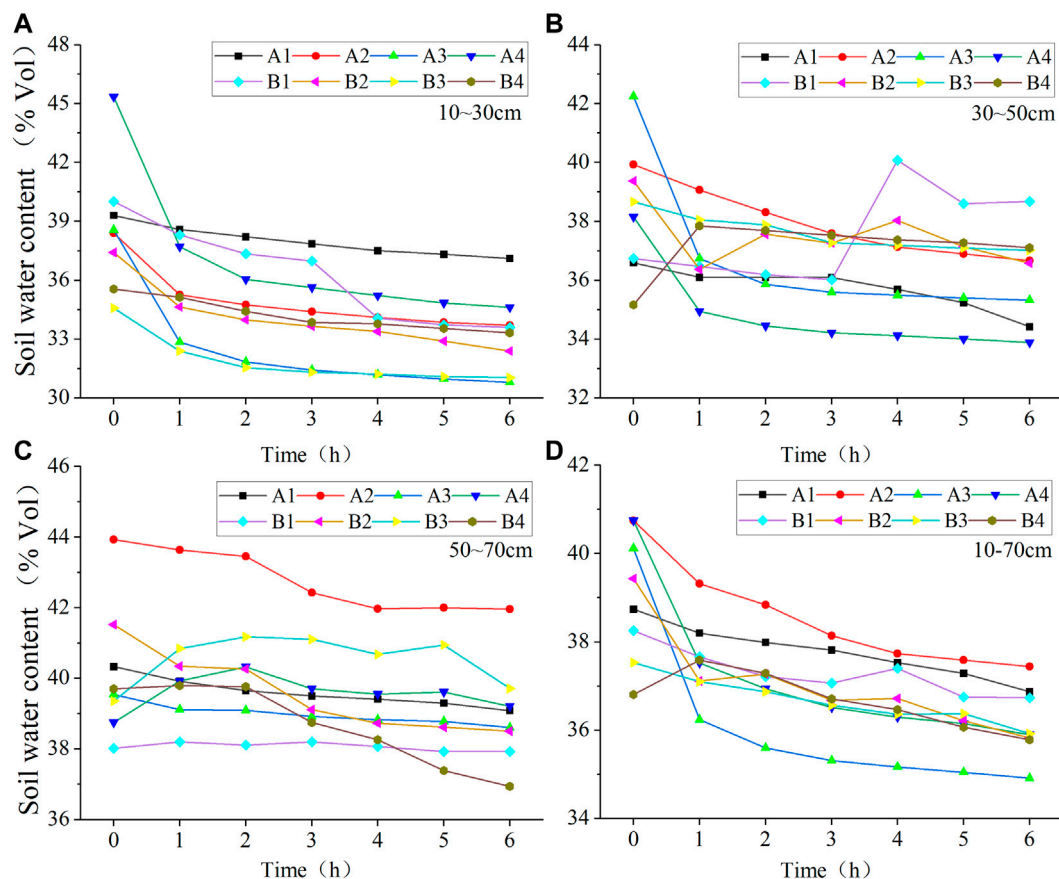 A
Soil water content（% Vol）
48
45
42
39
36
33
30
A1 A2 A3 A4
B1 B2 B3 B4
10~30cm
0 1 2 3 4 5 6
Time（h）
B
44
42
40
38
36
34
32
A1 A2 A3 A4
B1 B2 B3 B4
30~50cm
0 1 2 3 4 5 6
Time（h）
C
Soil water content（% Vol）
46
44
42
40
38
36
A1 A2 A3 A4
B1 B2 B3 B4
50~70cm
0 1 2 3 4 5 6
Time（h）
D
42
40
38
36
34
A1 A2 A3 A4
B1 B2 B3 B4
10-70cm
0 1 2 3 4 5 6
Time（h）